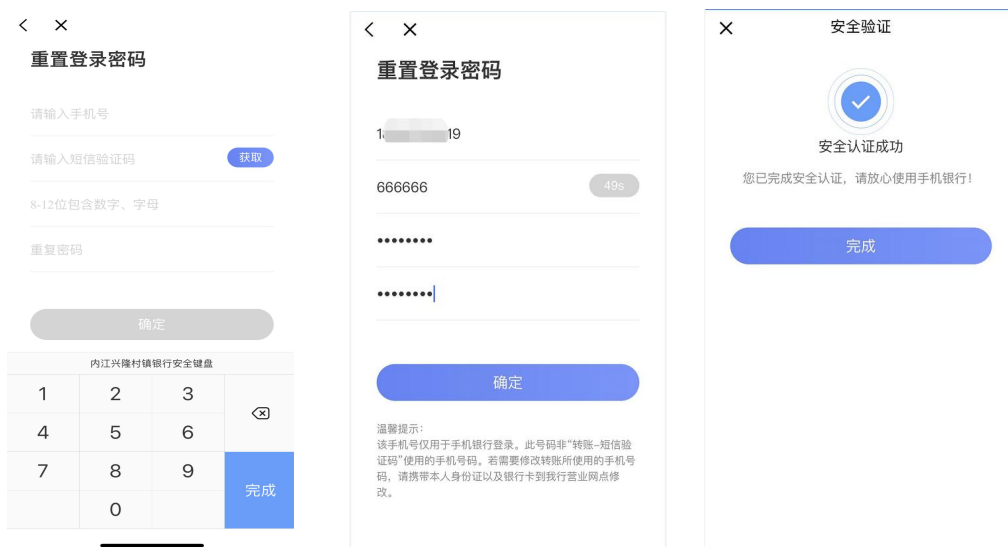 重置登录密码
请输入手机号
请输入短信验证码
获取
8-12位包含数字、字母
重复密码
确定
内江兴隆村镇银行安全键盘
1 2 3
4 5 6
7 8 9
完成
0
重置登录密码
19
666666
49s
••••••••
••••••••
确定
温馨提示：
该手机号仅用于手机银行登录。此号码非“转账-短信验
证码”使用的手机号码。若需要修改转账所使用的手机号
码，请携带本人身份证以及银行卡到我行营业网点修
改。
安全验证
安全认证成功
您已完成安全认证，请放心使用手机银行！
完成